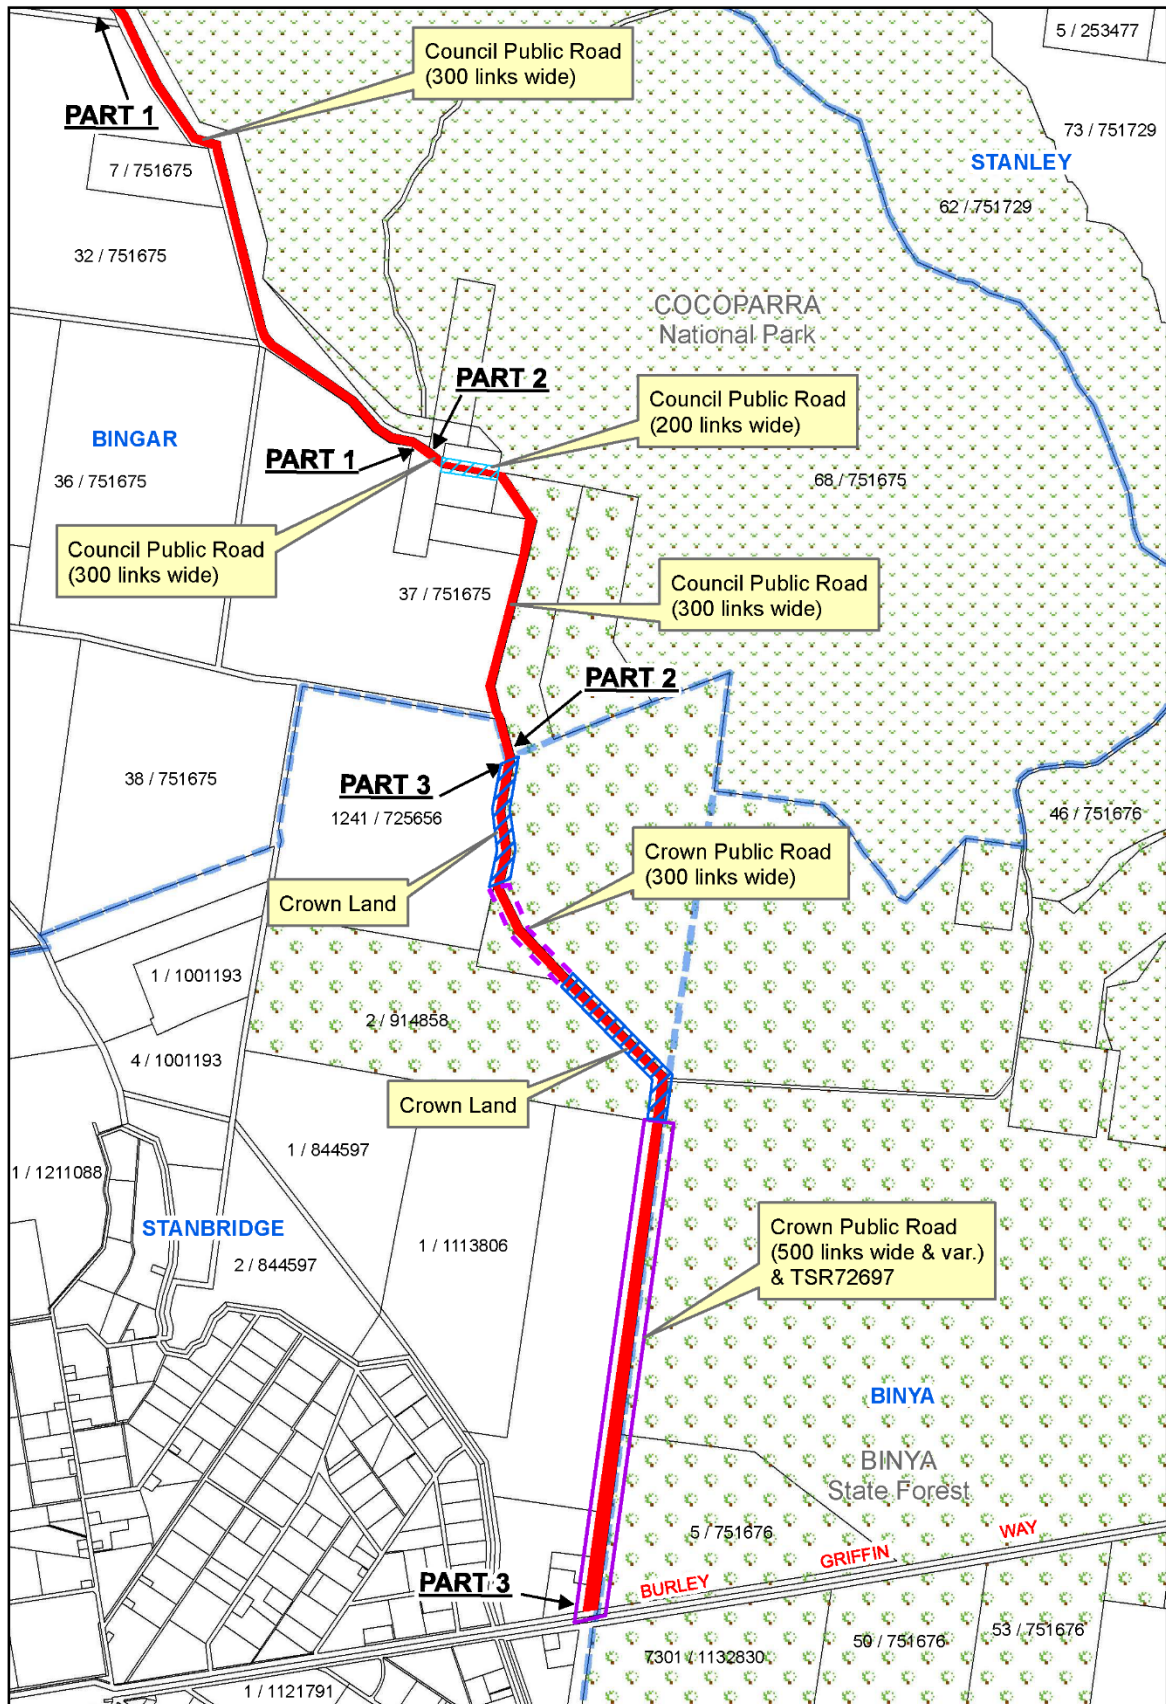 5 / 253477
Council Public Road
(300 links wide)
PART 1
73 / 751729
STANLEY
7 / 751675
62 / 751729
32 / 751675
COCOPARRA
National Park
PART 2
Council Public Road
(200 links wide)
BINGAR
PART 1
36 / 751675
68 / 751675
Council Public Road
(300 links wide)
37 / 751675
Council Public Road
(300 links wide)
PART 2
38 / 751675
PART 3
1241 / 725656
46 / 751676
Crown Public Road
(300 links wide)
Crown Land
1 / 1001193
2 / 914858
4 / 1001193
Crown Land
1 / 844597
1 / 1211088
STANBRIDGE
2 / 844597
1 / 1113806
Crown Public Road
(500 links wide & var.)
& TSR72697
BINYA
BINYA
State Forest
5 / 751676
BURLEY GRIFFIN WAY
PART 3
7301 / 1132830
50 / 751676
53 / 751676
1 / 1121791